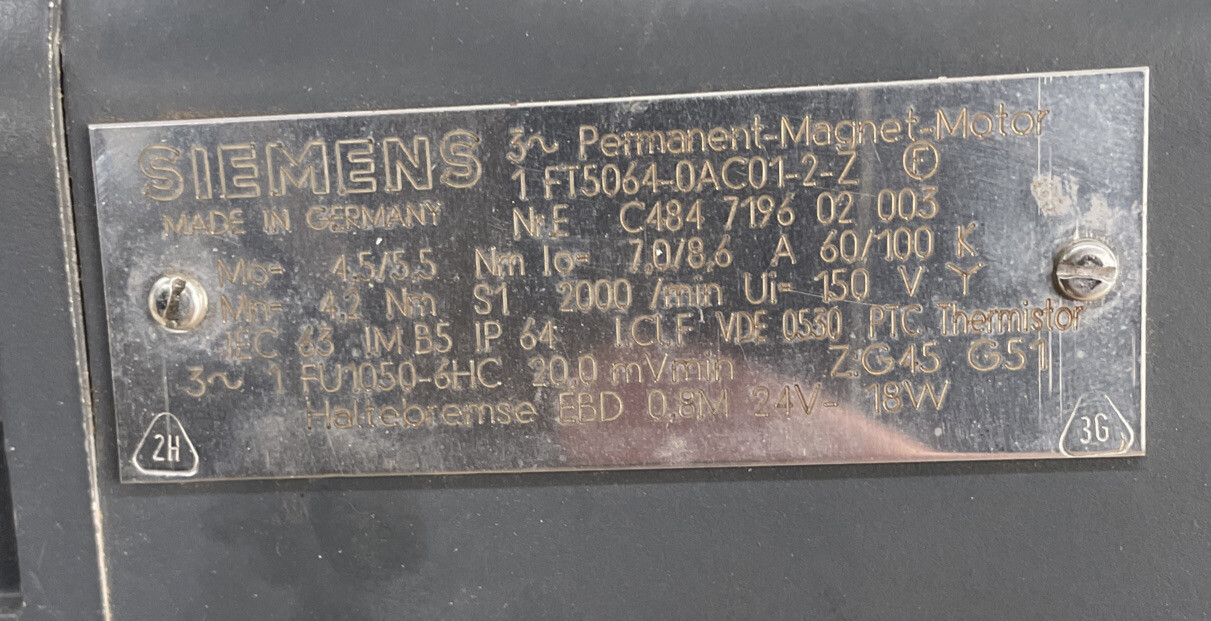 SIEMENS
MADE IN GERMANY
3~ Permanent-Magnet-Motor
1 FT5064-0AC01-2-Z F
Nr.E C484 7196 02 003
Mo= 4,5/5,5 Nm Io= 7,0/8,6 A 60/100 K
Mn= 4,2 Nm S1 2000 /min Ui= 150 V Y
IEC 63 IM B5 IP 64 I.Cl.F VDE 0530 PTC Thermistor
3~ 1 FU1050-6HC 20,0 mVmin Z:G45 G51
Haltebremse EBD 0,8M 24V- 18W
2H
3G